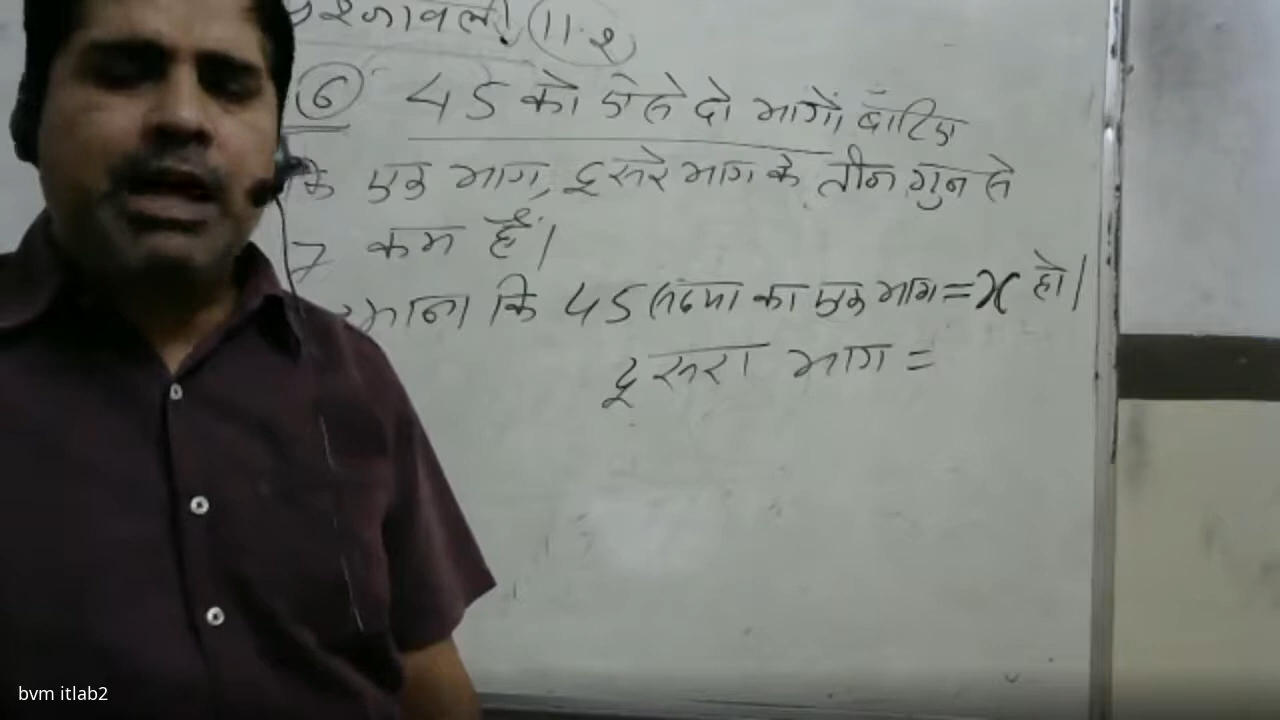 प्रश्नावली (11.2
⑥ 45 को ऐसे दो भागों बाँटिए
कि एक भाग, दूसरे भाग के तीन गुन से
7 कम है।
माना कि 45 का एक भाग = x हो।
दूसरा भाग =
bvm itlab2